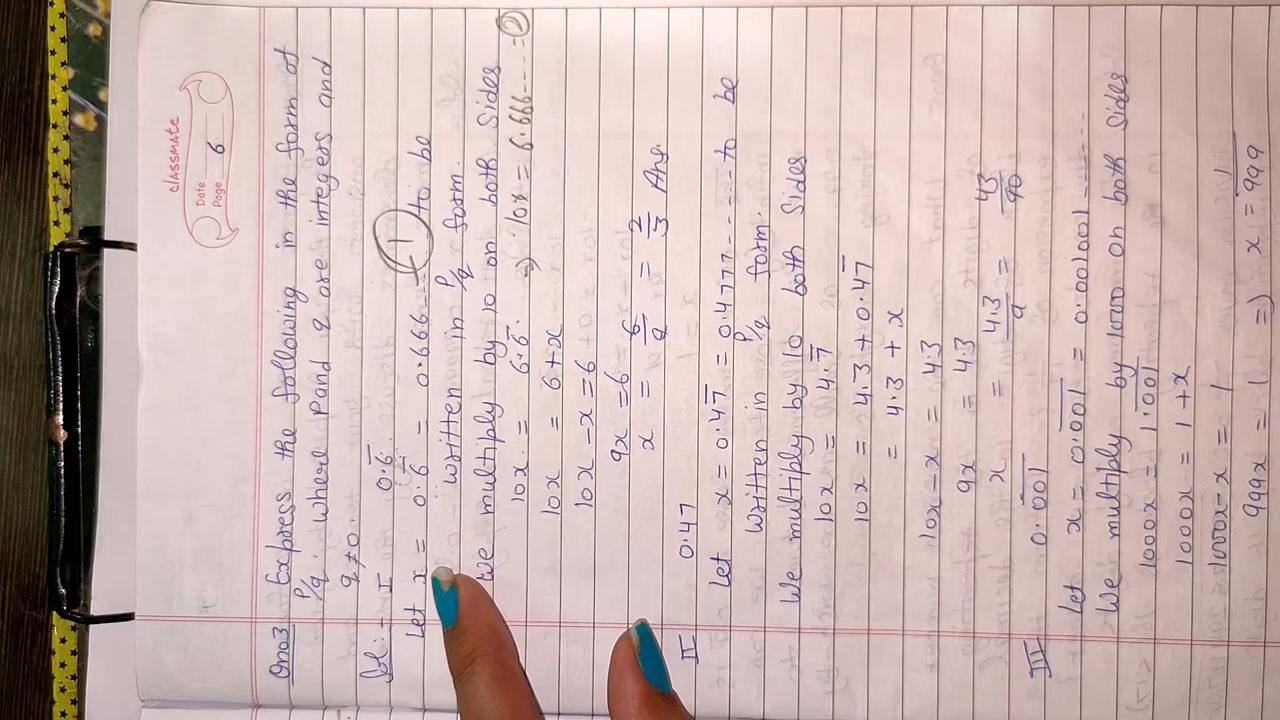 CLASSMATE
Date
Page 6.
Qno3 Express the following in the form of
P/q. where P and q are integers and
q ≠ 0.
Sol:- I 0.6̅
Let x = 0.6̅ = 0.666... (1) to be
written in P/q form.
We multiply by 10 on both sides
10x = 6.6̅. ⇒ 10x = 6.666--- = (2)
10x = 6+x
10x-x = 6
9x = 6
x = 6/9 = 2/3 Ans.
II 0.47
Let x = 0.47̅ = 0.4777...... to be
written in P/q form.
We multiply by 10 both sides
10x = 4.7̅
10x = 4.3 + 0.47̅
= 4.3 + x
10x-x = 4.3
9x = 4.3
x = 4.3/9 = 43/90
III 0.0̅0̅1̅
Let x = 0.0̅0̅1̅ = 0.001001.....
We multiply by 1000 on both sides
1000x = 1.0̅0̅1̅
1000x = 1+x
1000x-x = 1
999x = 1 ⇒ x = 1/999